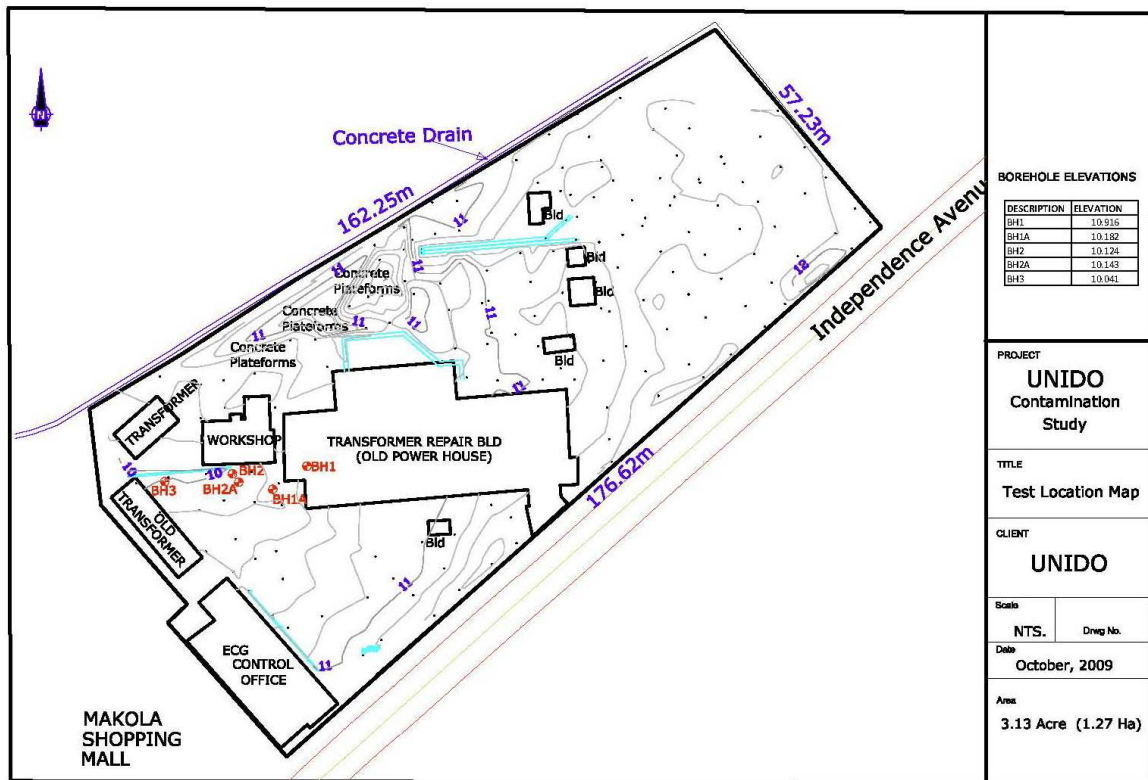 Concrete Drain
162.25m
57.23m
11
Bld
11
Bld
11
Concrete
Plateforms
12
Bld
Independence Avenu
Concrete
Plateforms
11
11
11
11
Concrete
Plateforms
Bld
11
TRANSFORMER
WORKSHOP
TRANSFORMER REPAIR BLD
(OLD POWER HOUSE)
10
10
BH1
BH2
BH3
BH2A
BH1A
176.62m
OLD
TRANSFORMER
Bld
11
ECG
CONTROL
OFFICE
11
MAKOLA
SHOPPING
MALL
BOREHOLE ELEVATIONS
DESCRIPTION ELEVATION
BH1 10.916
BH1A 10.182
BH2 10.124
BH2A 10.143
BH3 10.041
PROJECT
UNIDO
Contamination
Study
TITLE
Test Location Map
CLIENT
UNIDO
Scale
NTS.
Drwg No.
Date
October, 2009
Area
3.13 Acre (1.27 Ha)